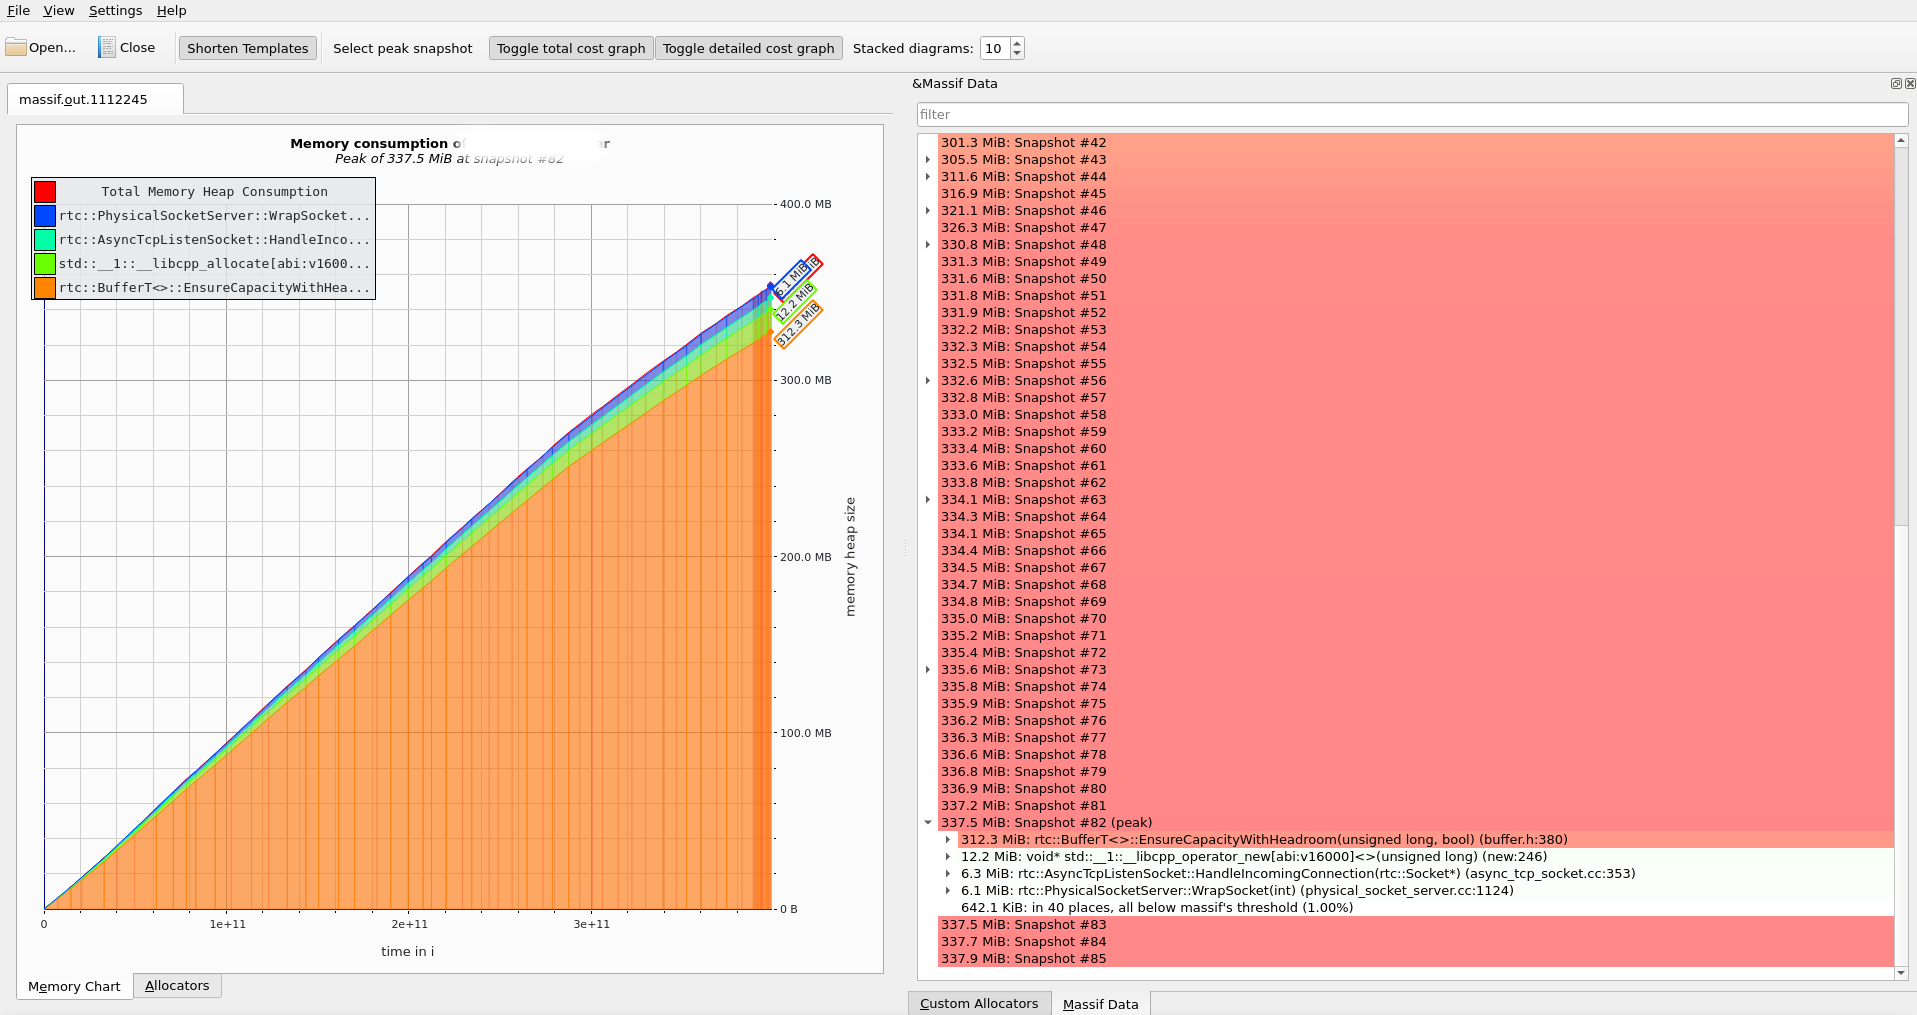 File View Settings Help
Open... Close Shorten Templates Select peak snapshot Toggle total cost graph Toggle detailed cost graph Stacked diagrams: 10
massif.out.1112245
Memory consumption of
Peak of 337.5 MiB at snapshot #82
Total Memory Heap Consumption
rtc::PhysicalSocketServer::WrapSocket...
rtc::AsyncTcpListenSocket::HandleInco...
std::__1::__libcpp_allocate[abi:v1600...
rtc::BufferT<>::EnsureCapacityWithHea...
400.0 MB
300.0 MB
200.0 MB
100.0 MB
0 B
memory heap size
6.1 MiB
12.2 MiB
312.3 MiB
0 1e+11 2e+11 3e+11
time in i
Memory Chart Allocators
&Massif Data
filter
301.3 MiB: Snapshot #42
305.5 MiB: Snapshot #43
311.6 MiB: Snapshot #44
316.9 MiB: Snapshot #45
321.1 MiB: Snapshot #46
326.3 MiB: Snapshot #47
330.8 MiB: Snapshot #48
331.3 MiB: Snapshot #49
331.6 MiB: Snapshot #50
331.8 MiB: Snapshot #51
331.9 MiB: Snapshot #52
332.2 MiB: Snapshot #53
332.3 MiB: Snapshot #54
332.5 MiB: Snapshot #55
332.6 MiB: Snapshot #56
332.8 MiB: Snapshot #57
333.0 MiB: Snapshot #58
333.2 MiB: Snapshot #59
333.4 MiB: Snapshot #60
333.6 MiB: Snapshot #61
333.8 MiB: Snapshot #62
334.1 MiB: Snapshot #63
334.3 MiB: Snapshot #64
334.1 MiB: Snapshot #65
334.4 MiB: Snapshot #66
334.5 MiB: Snapshot #67
334.7 MiB: Snapshot #68
334.8 MiB: Snapshot #69
335.0 MiB: Snapshot #70
335.2 MiB: Snapshot #71
335.4 MiB: Snapshot #72
335.6 MiB: Snapshot #73
335.8 MiB: Snapshot #74
335.9 MiB: Snapshot #75
336.2 MiB: Snapshot #76
336.3 MiB: Snapshot #77
336.6 MiB: Snapshot #78
336.8 MiB: Snapshot #79
336.9 MiB: Snapshot #80
337.2 MiB: Snapshot #81
337.5 MiB: Snapshot #82 (peak)
312.3 MiB: rtc::BufferT<>::EnsureCapacityWithHeadroom(unsigned long, bool) (buffer.h:380)
12.2 MiB: void* std::__1::__libcpp_operator_new[abi:v16000]<>(unsigned long) (new:246)
6.3 MiB: rtc::AsyncTcpListenSocket::HandleIncomingConnection(rtc::Socket*) (async_tcp_socket.cc:353)
6.1 MiB: rtc::PhysicalSocketServer::WrapSocket(int) (physical_socket_server.cc:1124)
642.1 KiB: in 40 places, all below massif's threshold (1.00%)
337.5 MiB: Snapshot #83
337.7 MiB: Snapshot #84
337.9 MiB: Snapshot #85
Custom Allocators Massif Data